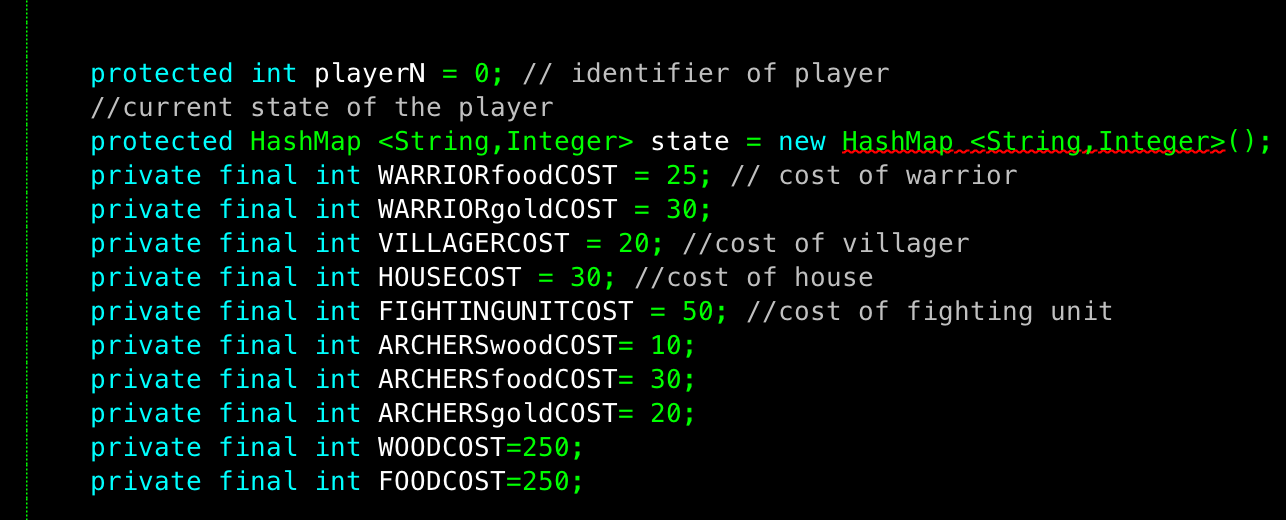 protected int playerN = 0; // identifier of player
//current state of the player
protected HashMap <String,Integer> state = new HashMap <String,Integer>();
private final int WARRIORfoodCOST = 25; // cost of warrior
private final int WARRIORgoldCOST = 30;
private final int VILLAGERCOST = 20; //cost of villager
private final int HOUSECOST = 30; //cost of house
private final int FIGHTINGUNITCOST = 50; //cost of fighting unit
private final int ARCHERSwoodCOST= 10;
private final int ARCHERSfoodCOST= 30;
private final int ARCHERSgoldCOST= 20;
private final int WOODCOST=250;
private final int FOODCOST=250;